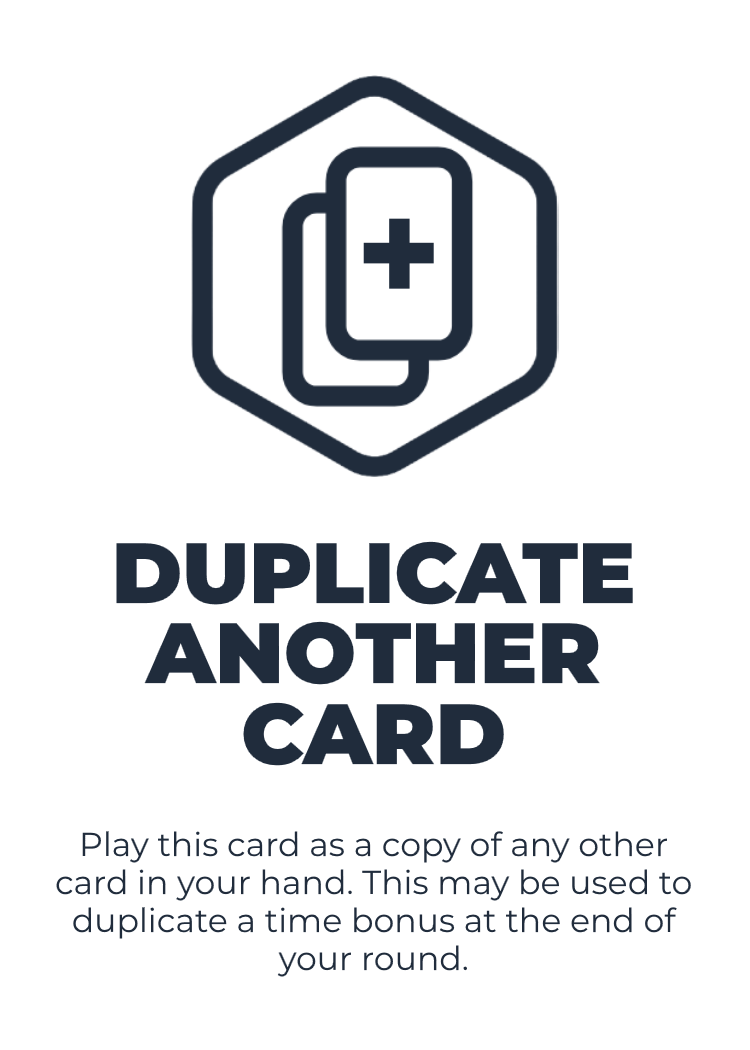 DUPLICATE
ANOTHER
CARD
Play this card as a copy of any other
card in your hand. This may be used to
duplicate a time bonus at the end of
your round.